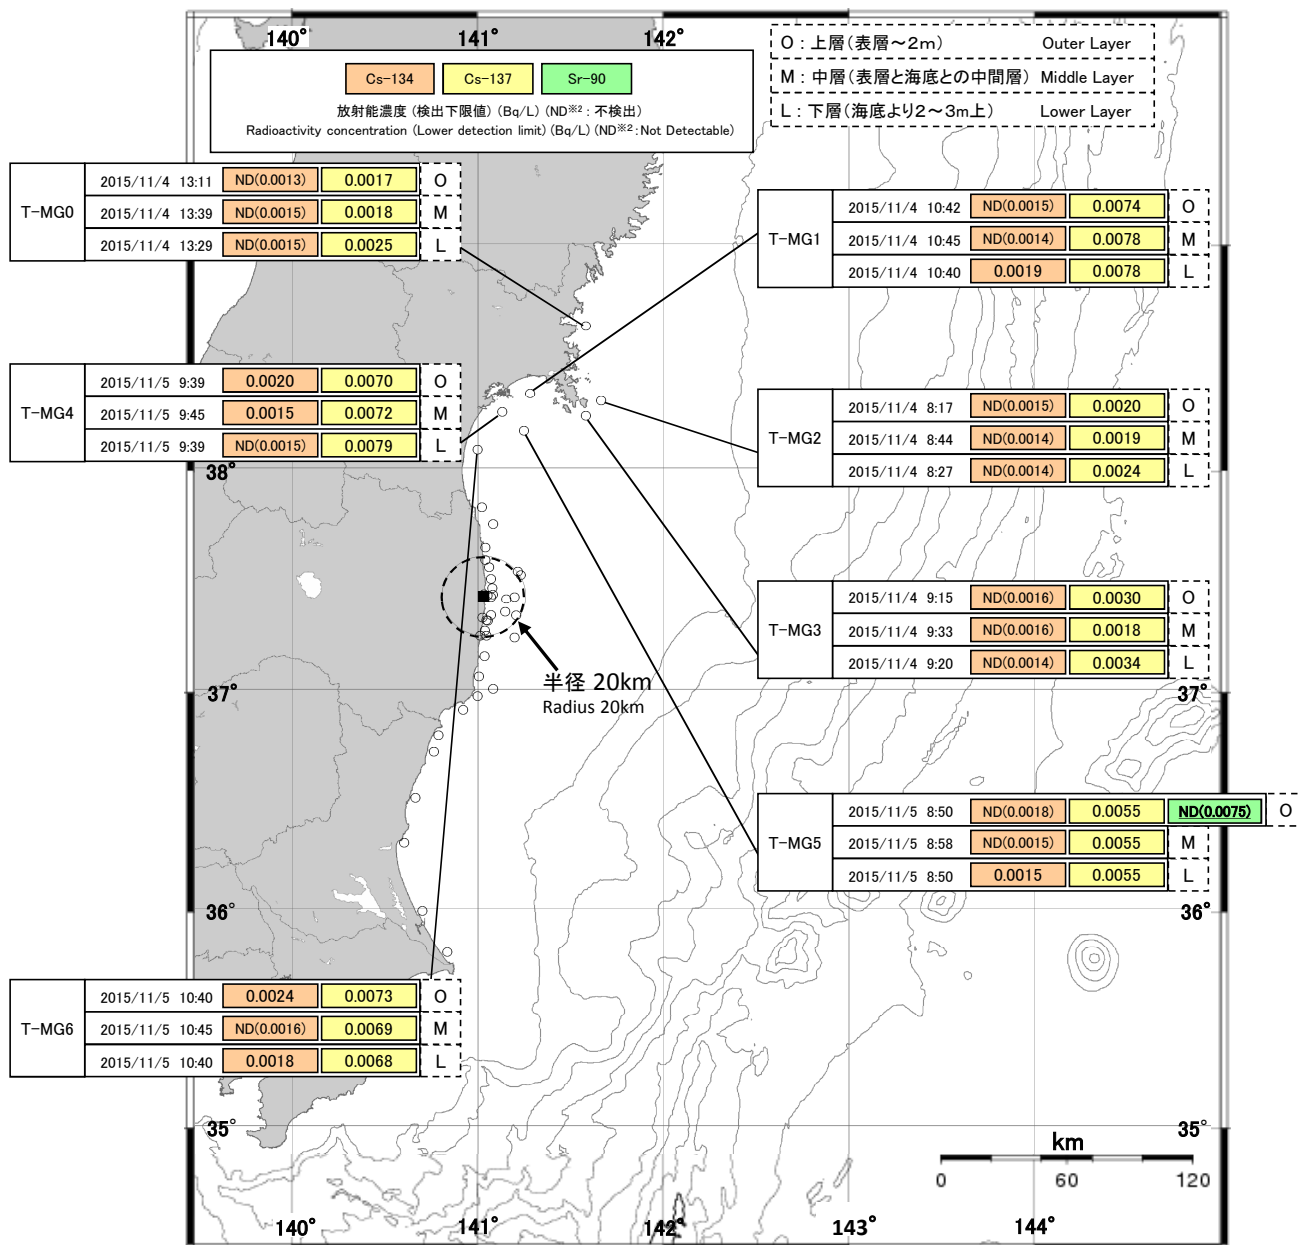 140° 141° 142°
O : 上層(表層～2m) Outer Layer
M : 中層(表層と海底との中間層) Middle Layer
L : 下層(海底より2～3m上) Lower Layer
Cs-134 Cs-137 Sr-90
放射能濃度 (検出下限値) (Bq/L) (ND※2 : 不検出)
Radioactivity concentration (Lower detection limit) (Bq/L) (ND※2 :Not Detectable)
T-MG0
2015/11/4 13:11 ND(0.0013) 0.0017 O
2015/11/4 13:39 ND(0.0015) 0.0018 M
2015/11/4 13:29 ND(0.0015) 0.0025 L
T-MG1
2015/11/4 10:42 ND(0.0015) 0.0074 O
2015/11/4 10:45 ND(0.0014) 0.0078 M
2015/11/4 10:40 0.0019 0.0078 L
T-MG4
2015/11/5 9:39 0.0020 0.0070 O
2015/11/5 9:45 0.0015 0.0072 M
2015/11/5 9:39 ND(0.0015) 0.0079 L
T-MG2
2015/11/4 8:17 ND(0.0015) 0.0020 O
2015/11/4 8:44 ND(0.0014) 0.0019 M
2015/11/4 8:27 ND(0.0014) 0.0024 L
38° 38°
T-MG3
2015/11/4 9:15 ND(0.0016) 0.0030 O
2015/11/4 9:33 ND(0.0016) 0.0018 M
2015/11/4 9:20 ND(0.0014) 0.0034 L
半径 20km
Radius 20km
37° 37°
T-MG5
2015/11/5 8:50 ND(0.0018) 0.0055 ND(0.0075) O
2015/11/5 8:58 ND(0.0015) 0.0055 M
2015/11/5 8:50 0.0015 0.0055 L
36° 36°
T-MG6
2015/11/5 10:40 0.0024 0.0073 O
2015/11/5 10:45 ND(0.0016) 0.0069 M
2015/11/5 10:40 0.0018 0.0068 L
35° 35°
km
0 60 120
140° 141° 142° 143° 144°